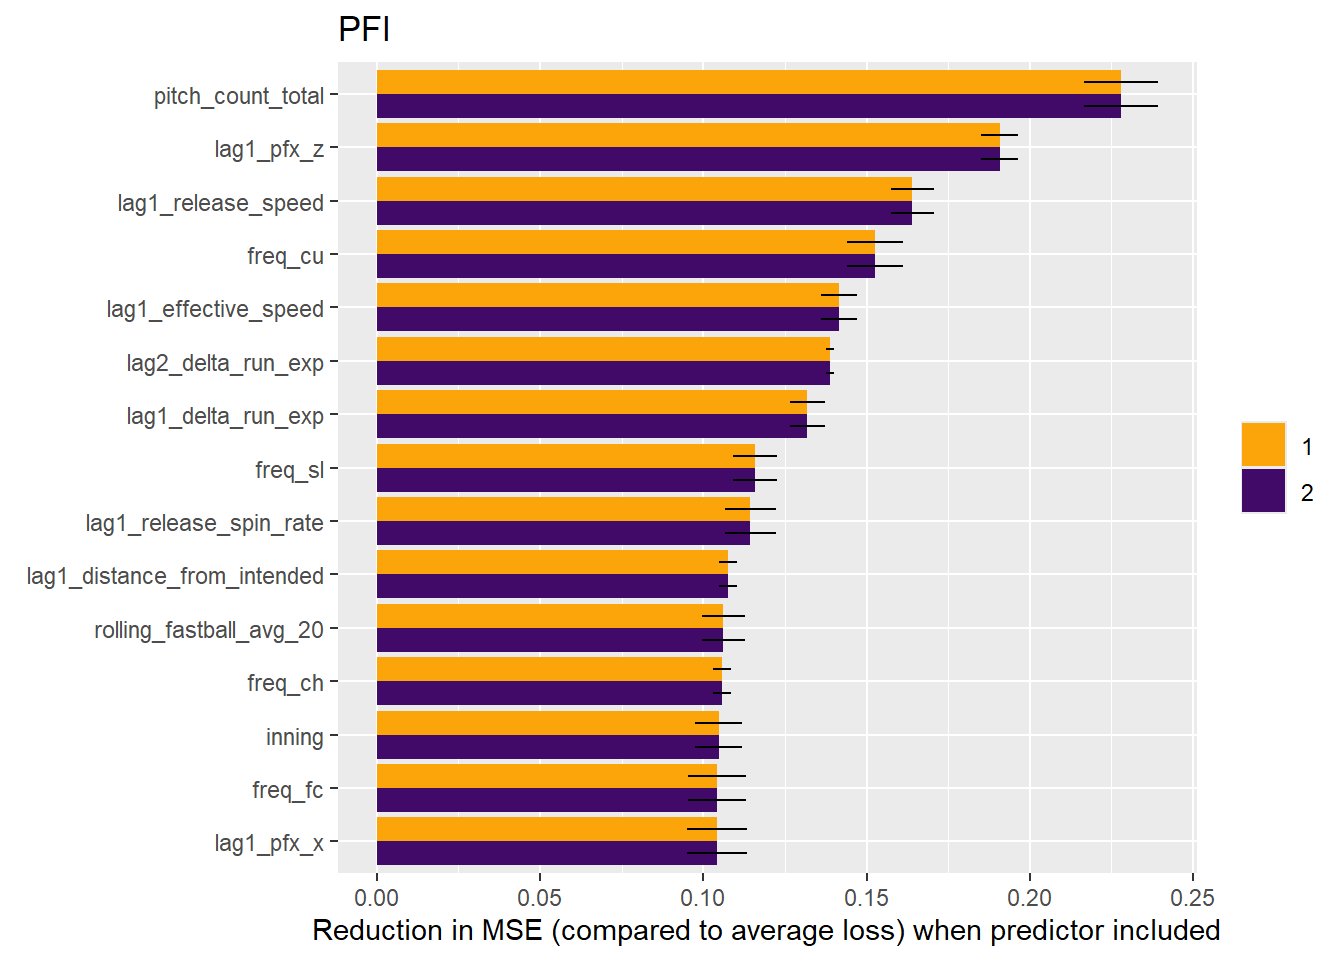 PFI
pitch_count_total
lag1_pfx_z
lag1_release_speed
freq_cu
lag1_effective_speed
lag2_delta_run_exp
lag1_delta_run_exp
freq_sl
lag1_release_spin_rate
lag1_distance_from_intended
rolling_fastball_avg_20
freq_ch
inning
freq_fc
lag1_pfx_x
0.00 0.05 0.10 0.15 0.20 0.25
Reduction in MSE (compared to average loss) when predictor included
1
2